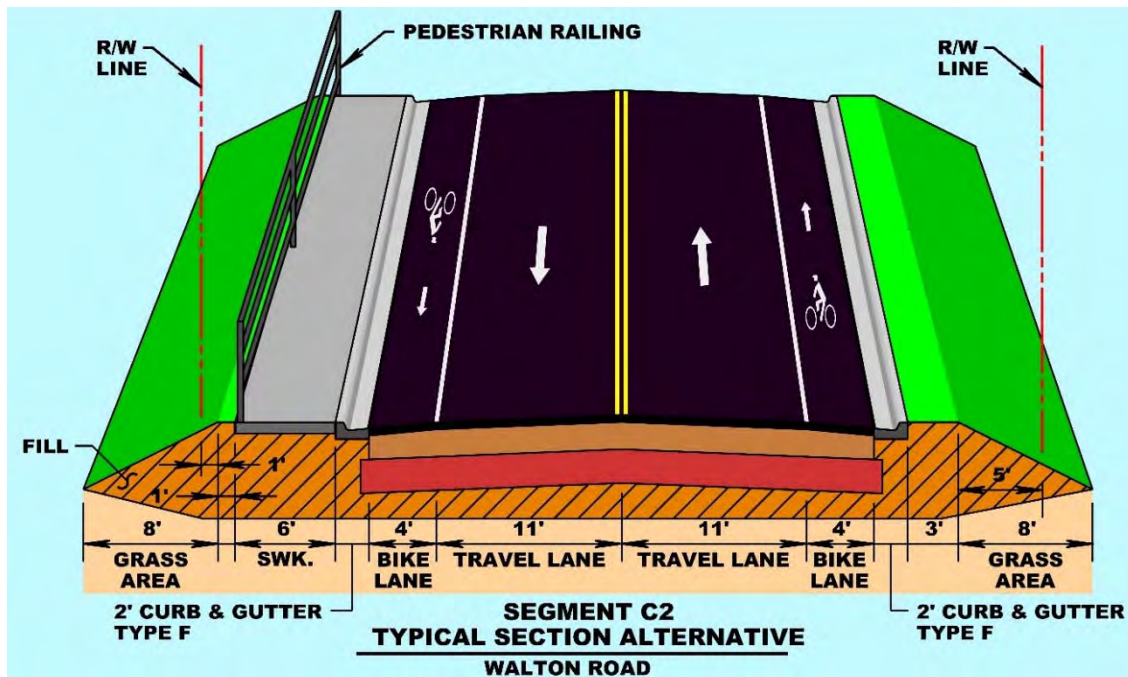 PEDESTRIAN RAILING
R/W
LINE
R/W
LINE
FILL
1'
1'
5'
8'
6'
4'
11'
11'
4'
3'
8'
GRASS
AREA
SWK.
BIKE
LANE
TRAVEL LANE
TRAVEL LANE
BIKE
LANE
GRASS
AREA
2' CURB & GUTTER
TYPE F
2' CURB & GUTTER
TYPE F
SEGMENT C2
TYPICAL SECTION ALTERNATIVE
WALTON ROAD